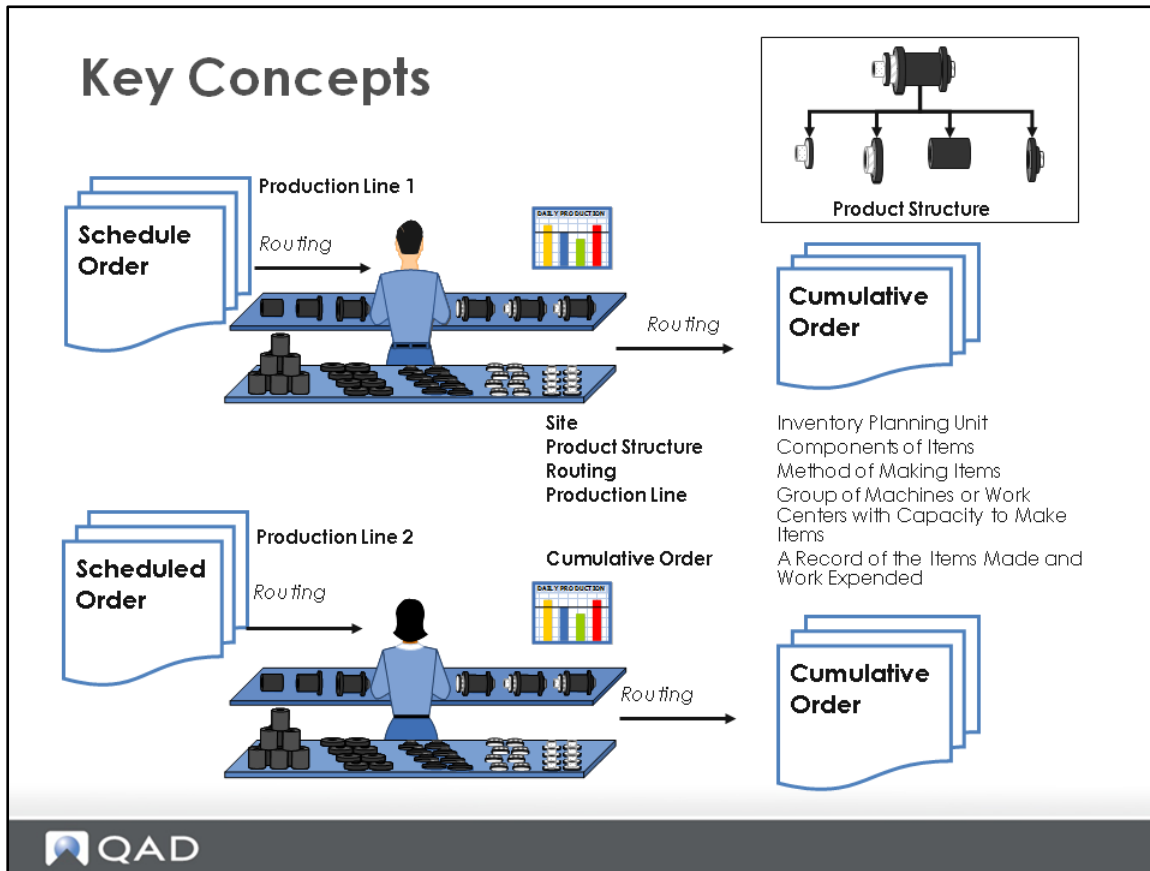 Key Concepts
Product Structure
Production Line 1
Schedule
Order
Routing
DAILY PRODUCTION
Routing
Cumulative
Order
Site Inventory Planning Unit
Product Structure Components of Items
Routing Method of Making Items
Production Line Group of Machines or Work
Centers with Capacity to Make
Items
Cumulative Order A Record of the Items Made and
Work Expended
Production Line 2
Scheduled
Order
Routing
DAILY PRODUCTION
Routing
Cumulative
Order
QAD